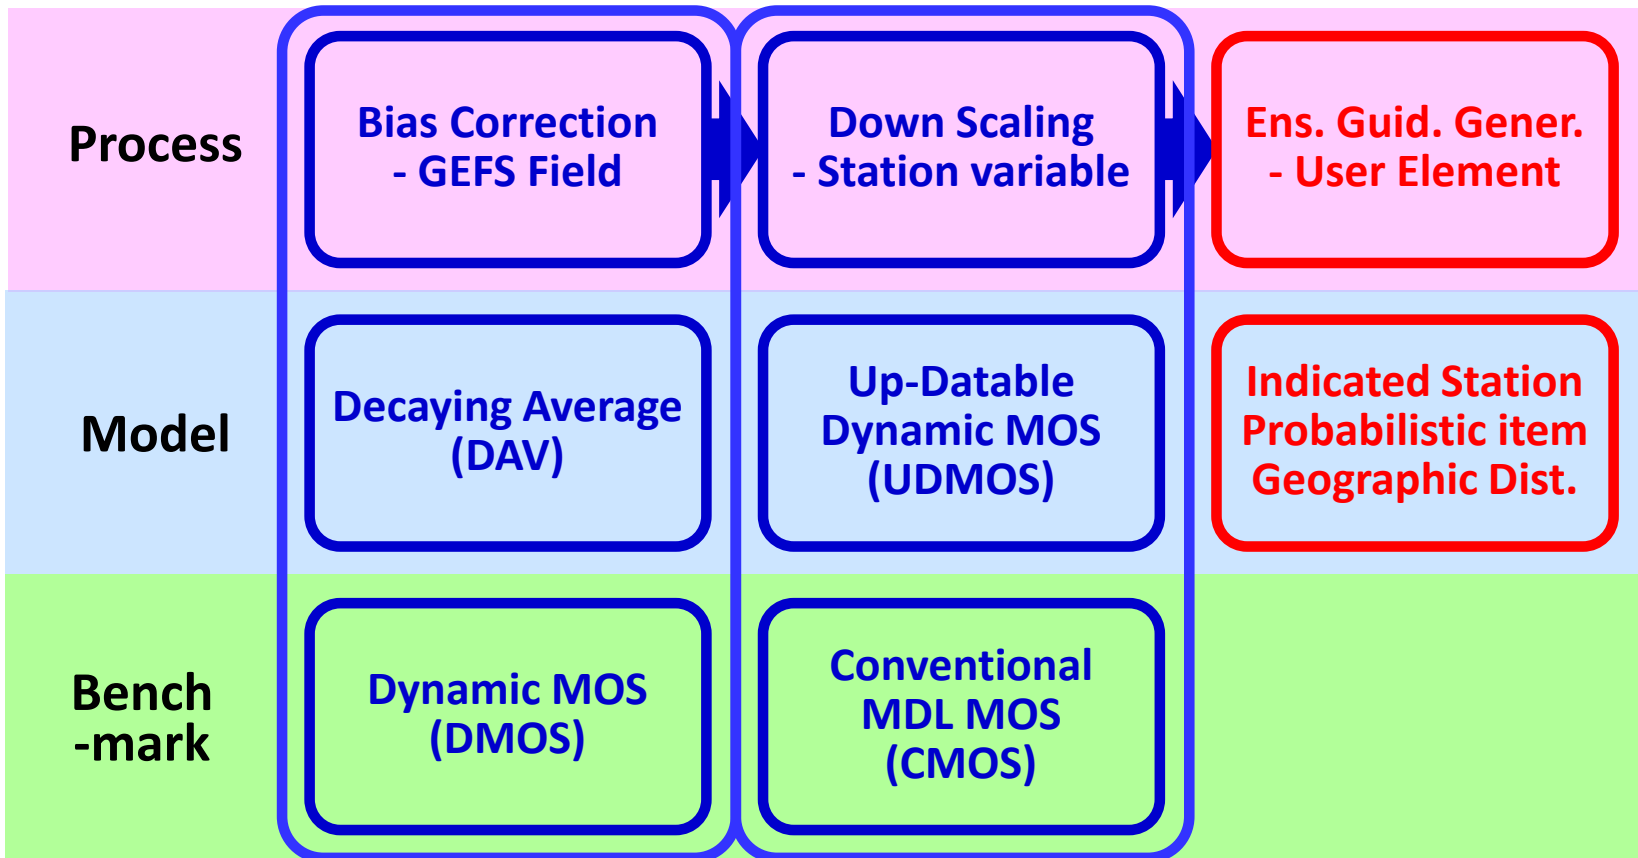 Process
Bias Correction
- GEFS Field
Down Scaling
- Station variable
Ens. Guid. Gener.
- User Element
Model
Decaying Average
(DAV)
Up-Datable
Dynamic MOS
(UDMOS)
Indicated Station
Probabilistic item
Geographic Dist.
Bench
-mark
Dynamic MOS
(DMOS)
Conventional
MDL MOS
(CMOS)